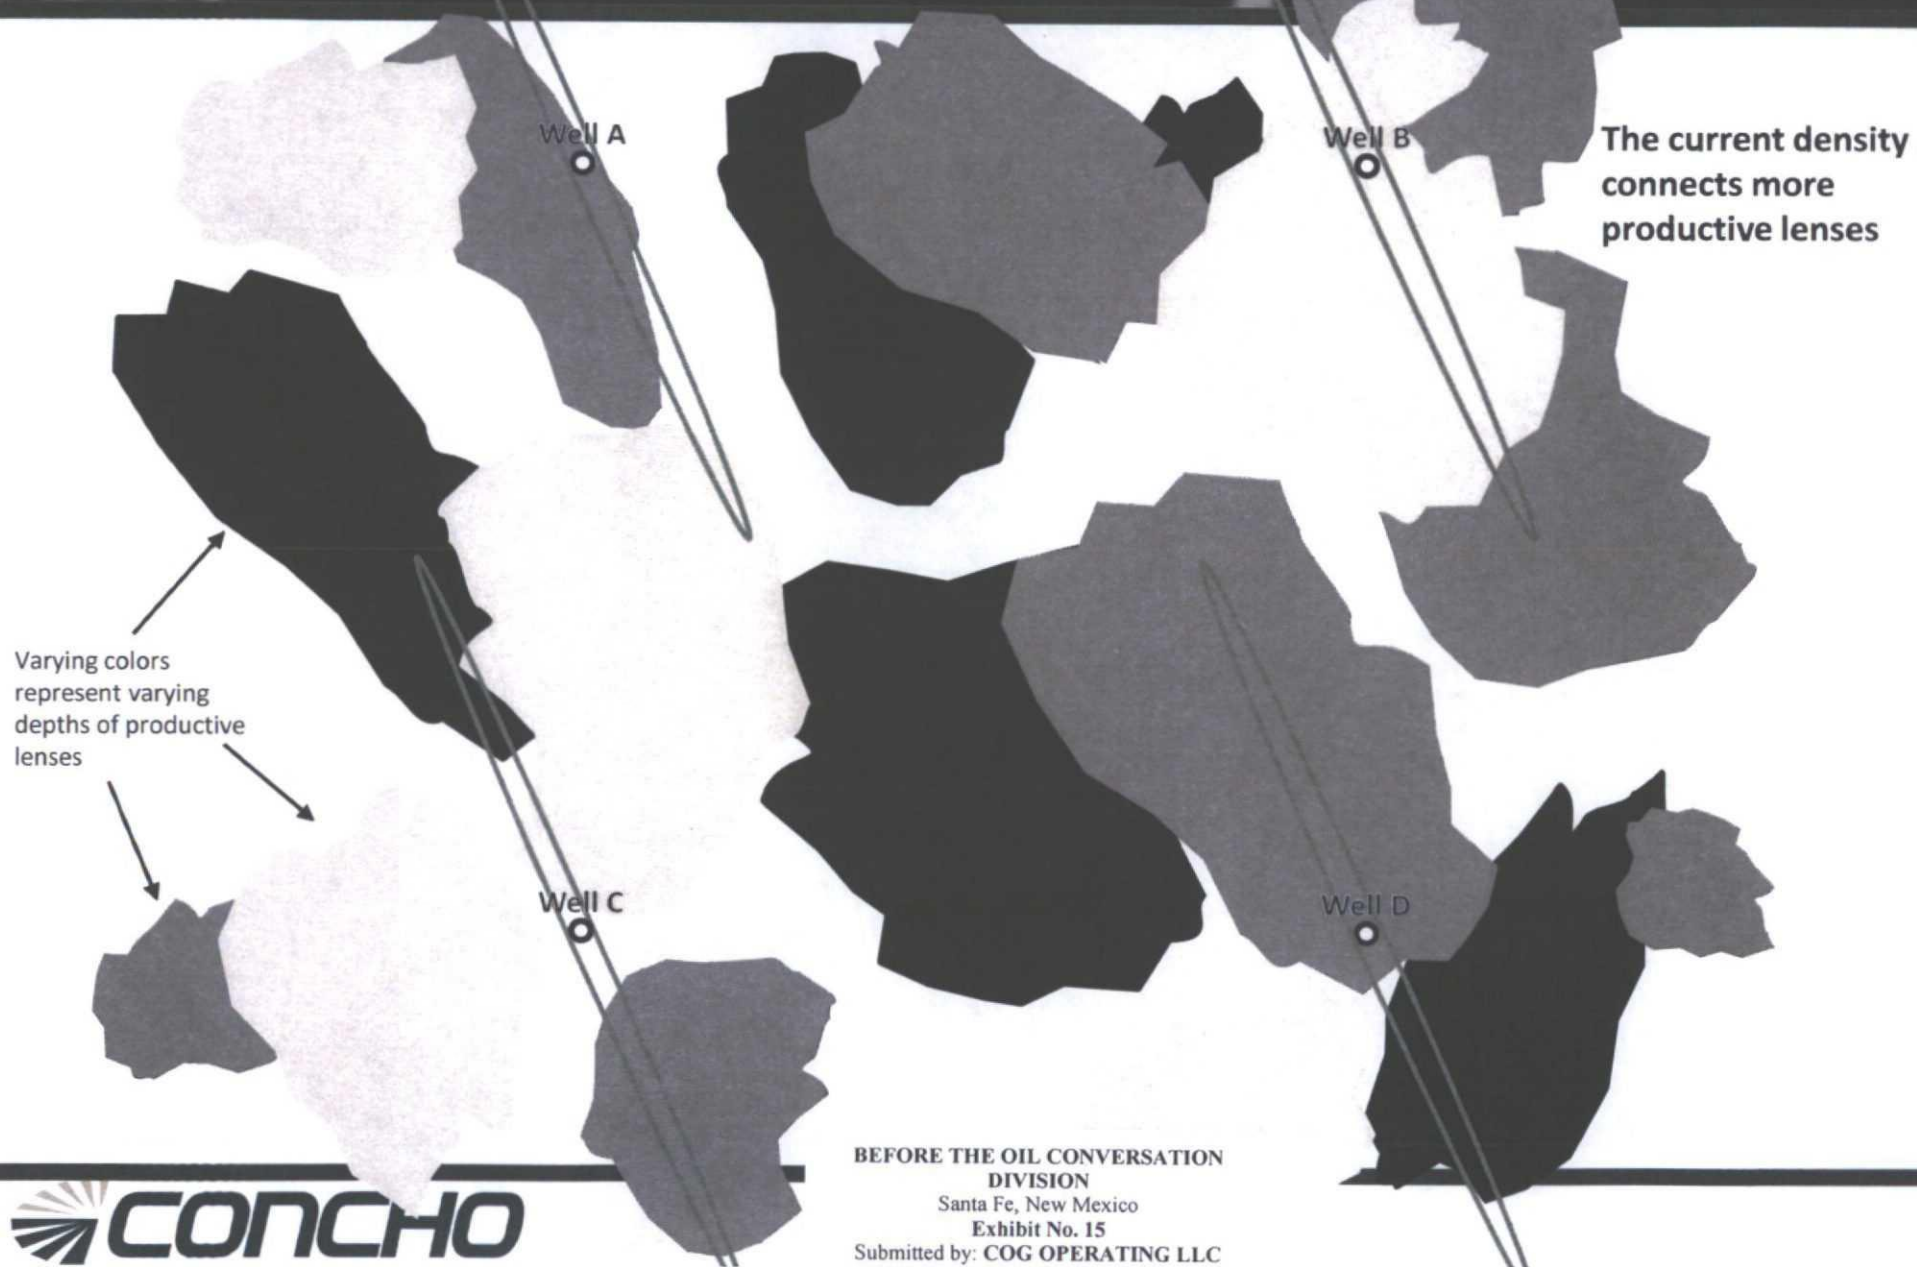 Well A
Well B
The current density
connects more
productive lenses
Varying colors
represent varying
depths of productive
lenses
Well C
Well D
BEFORE THE OIL CONVERSATION
DIVISION
Santa Fe, New Mexico
Exhibit No. 15
Submitted by: COG OPERATING LLC
CONCHO